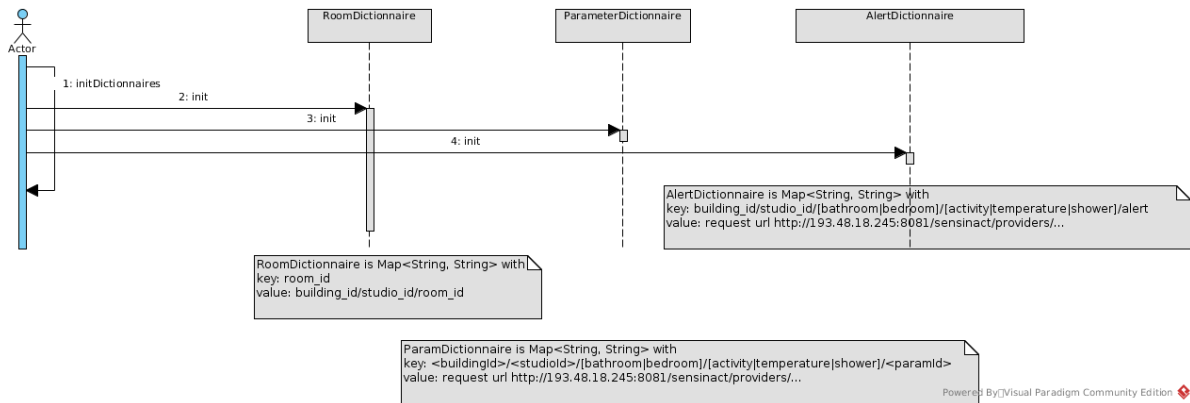 RoomDictionnaire
ParameterDictionnaire
AlertDictionnaire
Actor
1: initDictionnaires
2: init
3: init
4: init
AlertDictionnaire is Map<String, String> with
key: building_id/studio_id/[bathroom|bedroom]/[activity|temperature|shower]/alert
value: request url http://193.48.18.245:8081/sensinact/providers/...
RoomDictionnaire is Map<String, String> with
key: room_id
value: building_id/studio_id/room_id
ParamDictionnaire is Map<String, String> with
key: <buildingId>/<studioId>/[bathroom|bedroom]/[activity|temperature|shower]/<paramId>
value: request url http://193.48.18.245:8081/sensinact/providers/...
Powered By Visual Paradigm Community Edition